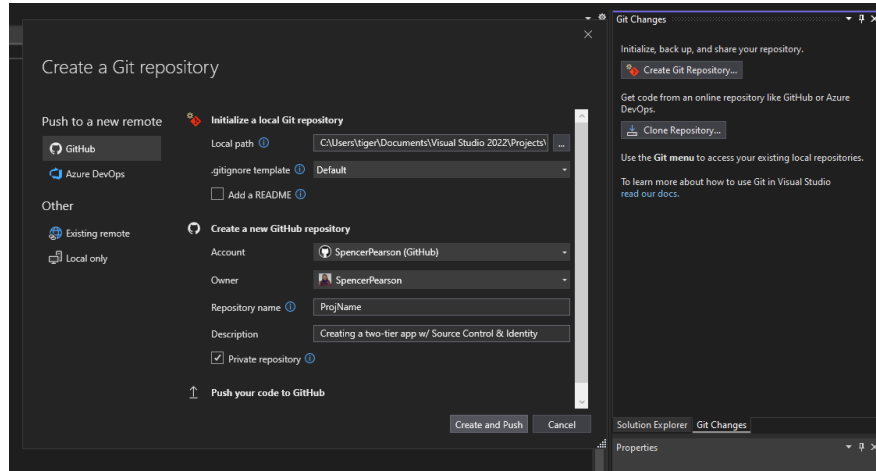 Create a Git repository
Push to a new remote
GitHub
Azure DevOps
Other
Existing remote
Local only
Initialize a local Git repository
Local path
C:\Users\tiger\Documents\Visual Studio 2022\Projects\
...
.gitignore template
Default
Add a README
Create a new GitHub repository
Account
SpencerPearson (GitHub)
Owner
SpencerPearson
Repository name
ProjName
Description
Creating a two-tier app w/ Source Control & Identity
Private repository
Push your code to GitHub
Create and Push
Cancel
Git Changes
Initialize, back up, and share your repository.
Create Git Repository...
Get code from an online repository like GitHub or Azure
DevOps.
Clone Repository...
Use the Git menu to access your existing local repositories.
To learn more about how to use Git in Visual Studio
read our docs.
Solution Explorer
Git Changes
Properties